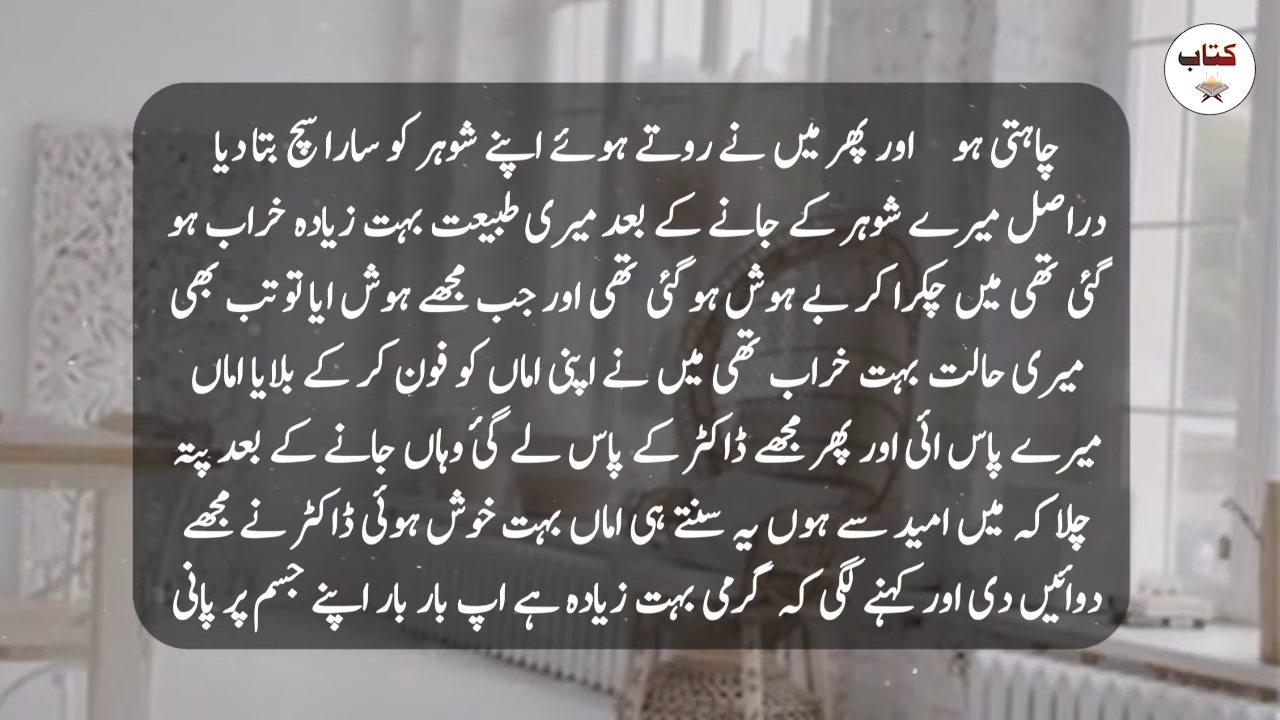 کتاب
چاہتی ہو اور پھر میں نے روتے ہوئے اپنے شوہر کو سارا سچ بتا دیا
دراصل میرے شوہر کے جانے کے بعد میری طبیعت بہت زیادہ خراب ہو
گئی تھی میں چکرا کر بے ہوش ہو گئی تھی اور جب مجھے ہوش ایا تو تب بھی
میری حالت بہت خراب تھی میں نے اپنی اماں کو فون کر کے بلایا اماں
میرے پاس ائی اور پھر مجھے ڈاکٹر کے پاس لے گئ وہاں جانے کے بعد پتہ
چلا کہ میں امید سے ہوں یہ سنتے ہی اماں بہت خوش ہوئی ڈاکٹر نے مجھے
دوائیں دی اور کہنے لگی کہ گرمی بہت زیادہ ہے اپ بار بار اپنے جسم پر پانی